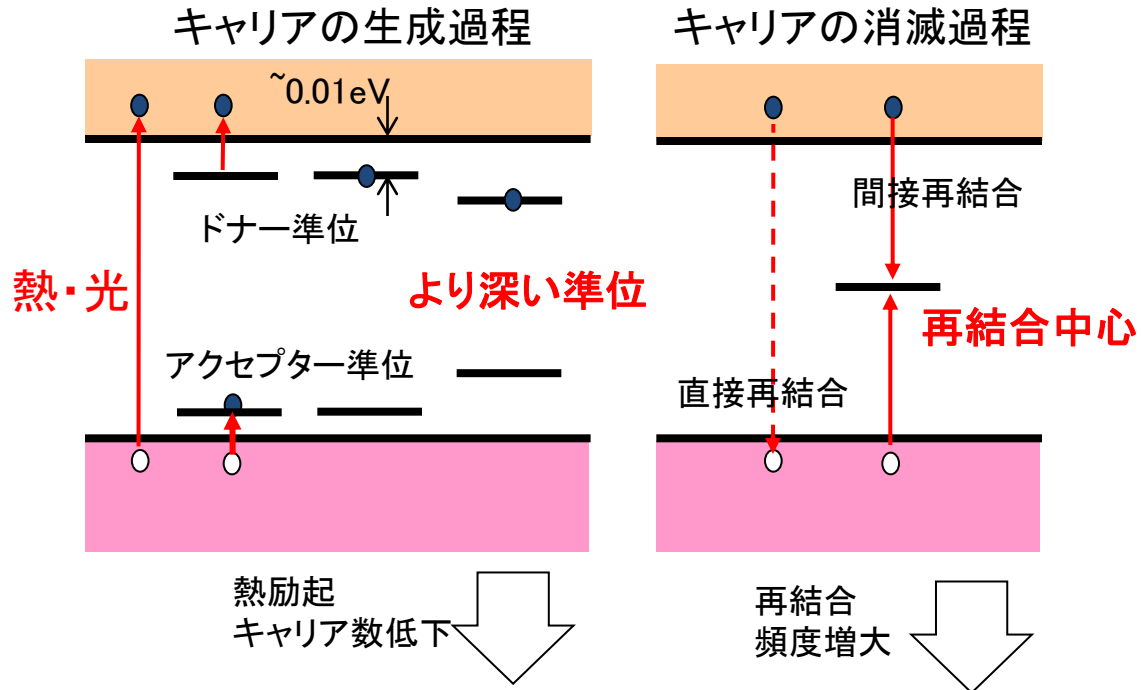 キャリアの生成過程
キャリアの消滅過程
~0.01eV
ドナー準位
間接再結合
熱・光
より深い準位
再結合中心
アクセプター準位
直接再結合
熱励起
キャリア数低下
再結合
頻度増大